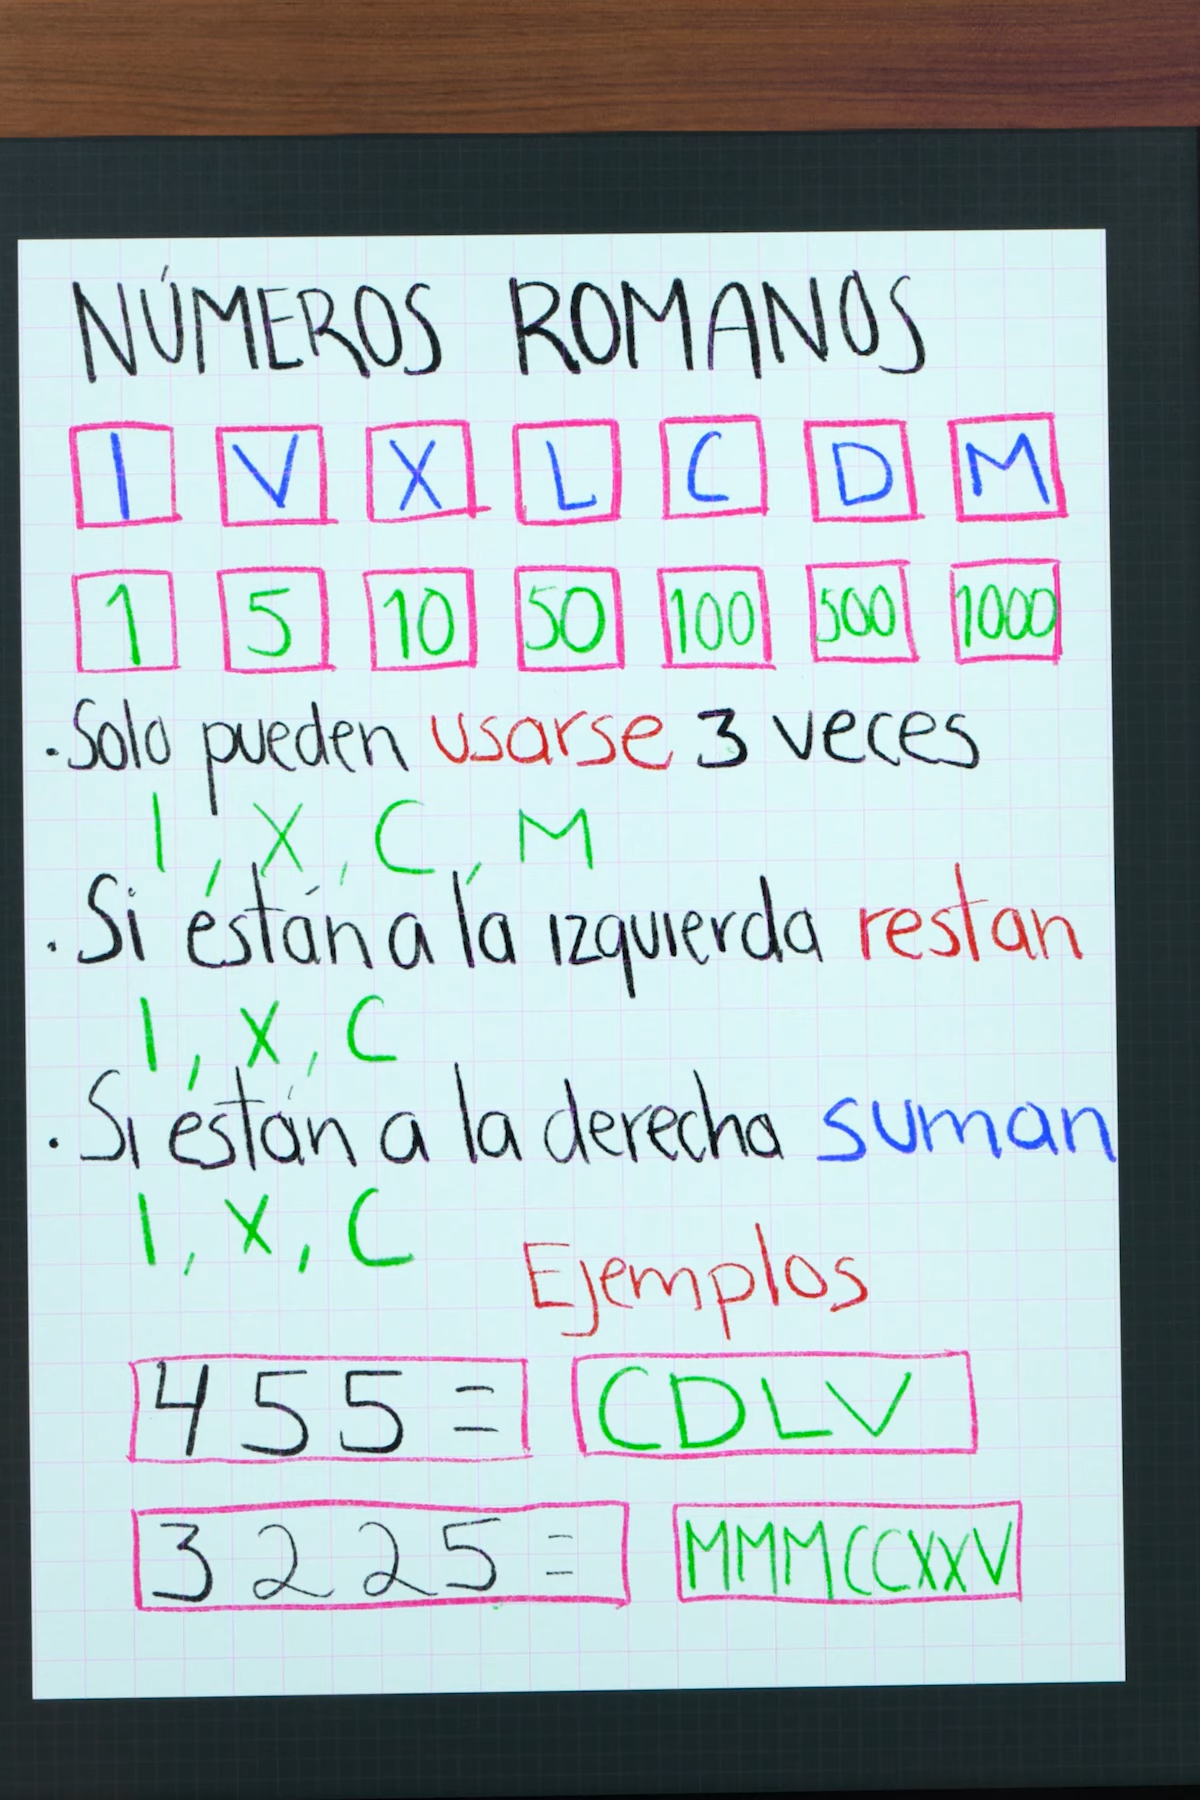 NÚMEROS ROMANOS
I V X L C D M
1 5 10 50 100 500 1000
.Solo pueden usarse 3 veces
I, X, C, M
. Si están a la izquierda restan
I, X, C
. Si están a la derecha suman
I, X, C
Ejemplos
455 = CDLV
3225 = MMMCCXXV